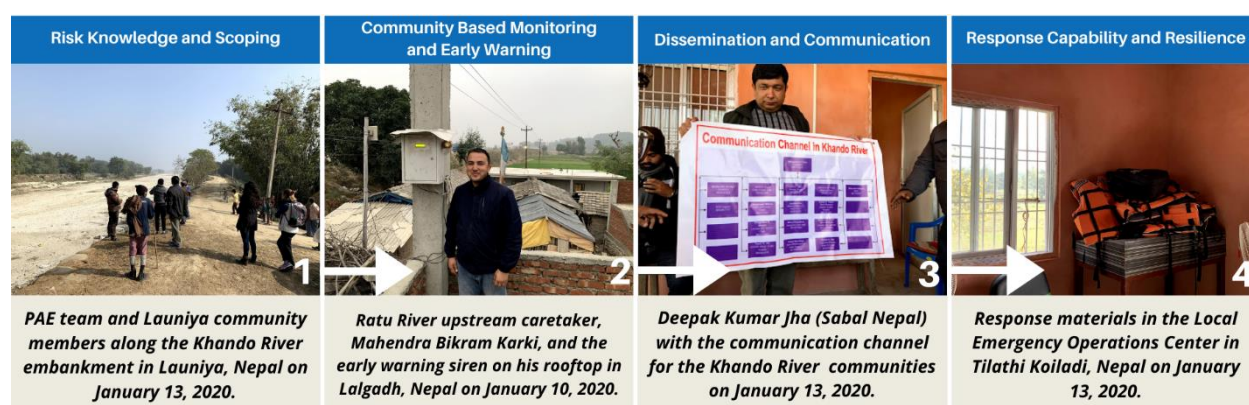 Risk Knowledge and Scoping
1
PAE team and Launiya community
members along the Khando River
embankment in Launiya, Nepal on
January 13, 2020.
Community Based Monitoring
and Early Warning
2
Ratu River upstream caretaker,
Mahendra Bikram Karki, and the
early warning siren on his rooftop in
Lalgadh, Nepal on January 10, 2020.
Dissemination and Communication
Communication Channel in Khando River
3
Deepak Kumar Jha (Sabal Nepal)
with the communication channel
for the Khando River communities
on January 13, 2020.
Response Capability and Resilience
4
Response materials in the Local
Emergency Operations Center in
Tilathi Koiladi, Nepal on January
13, 2020.